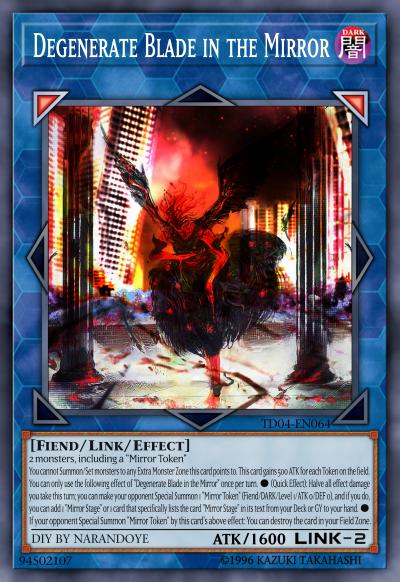 DEGENERATE BLADE IN THE MIRROR
DARK
闇
TD04-EN064
[FIEND/LINK/EFFECT]
2 monsters, including a "Mirror Token"
You cannot Summon/Set monsters to any Extra Monster Zone this card points to. This card gains 500 ATK for each Token on the field.
You can only use the following effect of "Degenerate Blade in the Mirror" once per turn. ● (Quick Effect): Halve all effect damage
you take this turn; you can make your opponent Special Summon 1 "Mirror Token" (Fiend/DARK/Level 1/ATK 0/DEF 0), and if you do,
you can add 1 "Mirror Stage" or 1 card that specifically lists the card "Mirror Stage" in its text from your Deck or GY to your hand. ●
If your opponent Special Summon "Mirror Token" by this card's above effect: You can destroy the card in your Field Zone.
DIY BY NARANDOYE
ATK/1600 LINK-2
94502107
©1996 KAZUKI TAKAHASHI